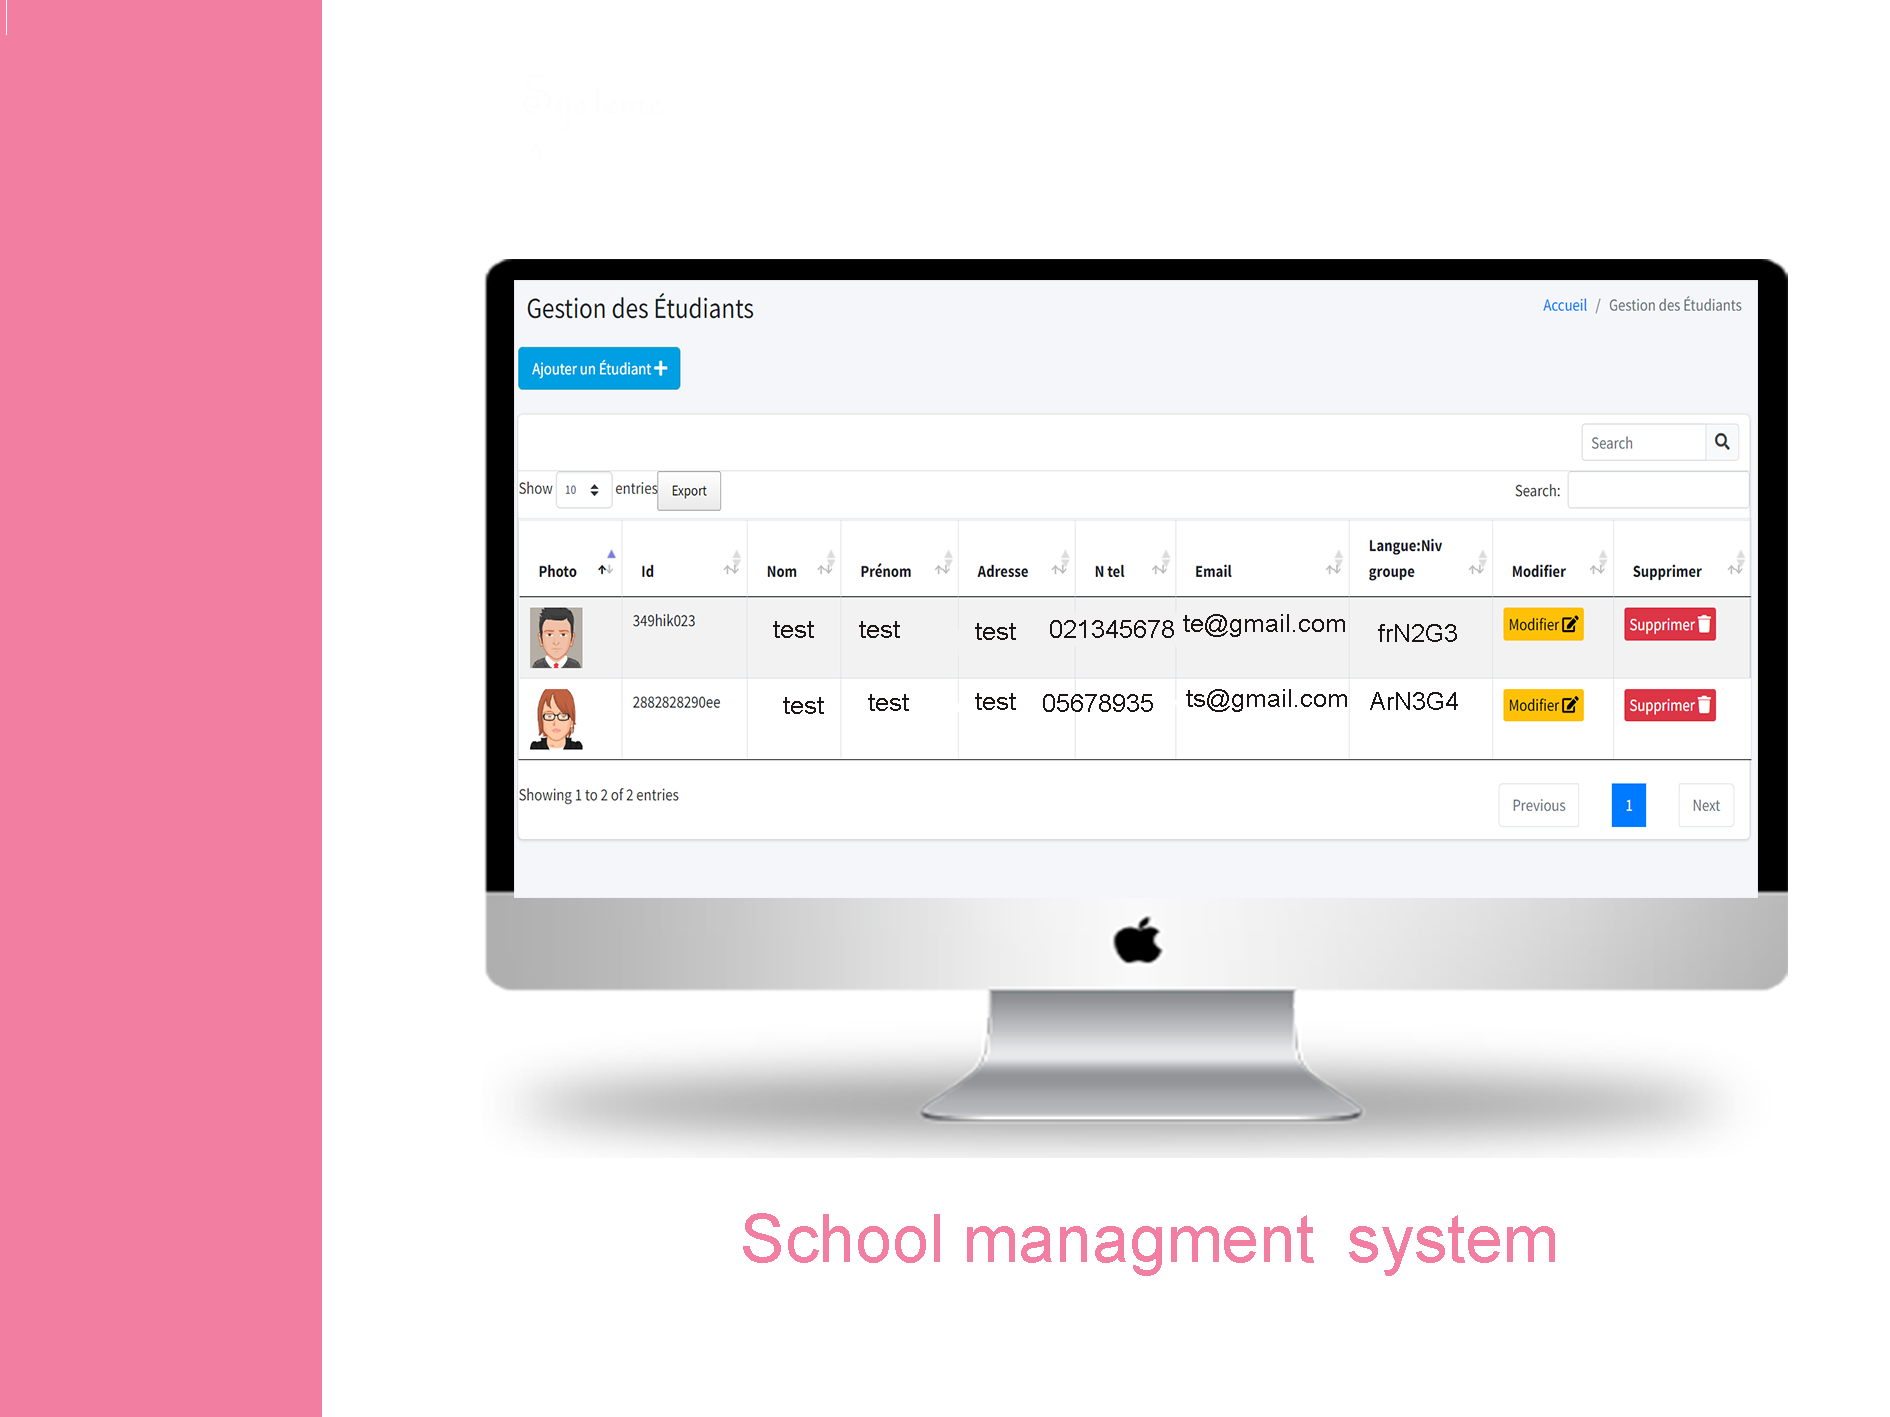 Gestion des Étudiants
Accueil / Gestion des Étudiants
Ajouter un Étudiant
Search
Show 10 entries Export Search:
Photo Id Nom Prénom Adresse N tel Email Langue:Niv groupe Modifier Supprimer
349hik023 test test test 021345678 te@gmail.com frN2G3 Modifier Supprimer
2882828290ee test test test 05678935 ts@gmail.com ArN3G4 Modifier Supprimer
Showing 1 to 2 of 2 entries
Previous 1 Next
School managment system